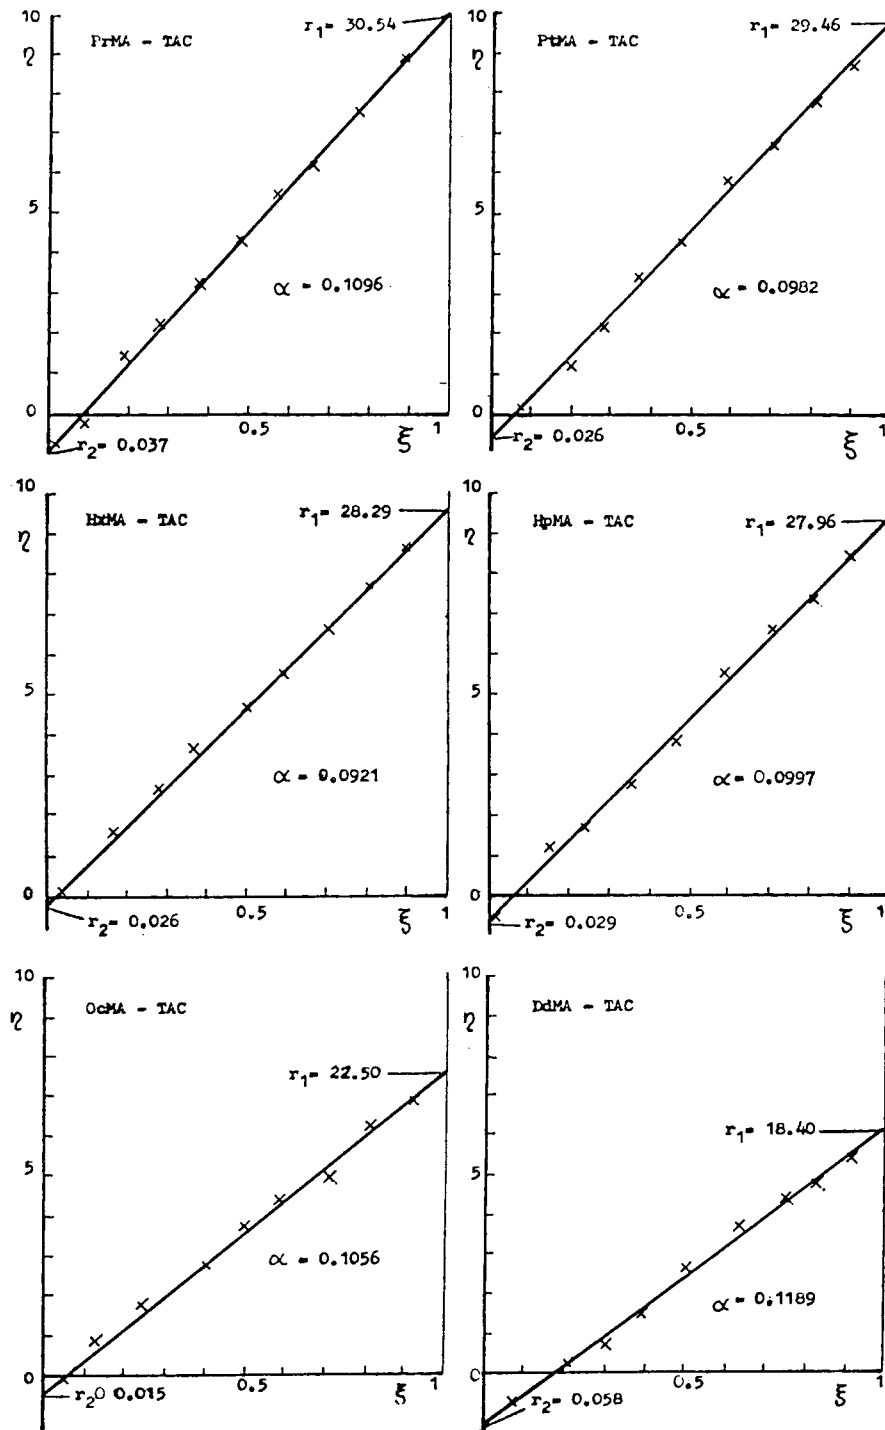 10
η
PrMA - TAC
r₁= 30.54
5
α = 0.1096
0
0.5
ξ
1
r₂= 0.037
PtMA - TAC
r₁= 29.46
η
5
α = 0.0982
0
0.5
ξ
1
r₂= 0.026
10
η
HxMA - TAC
r₁= 28.29
5
α = 0.0921
0
0.5
ξ
1
r₂= 0.026
10
η
HpMA - TAC
r₁= 27.96
5
α = 0.0997
0
0.5
ξ
1
r₂= 0.029
10
η
OcMA - TAC
r₁= 22.50
5
α = 0.1056
0
0.5
ξ
1
r₂0 0.015
10
η
DdMA - TAC
r₁= 18.40
5
α = 0.1189
0
0.5
ξ
1
r₂= 0.058